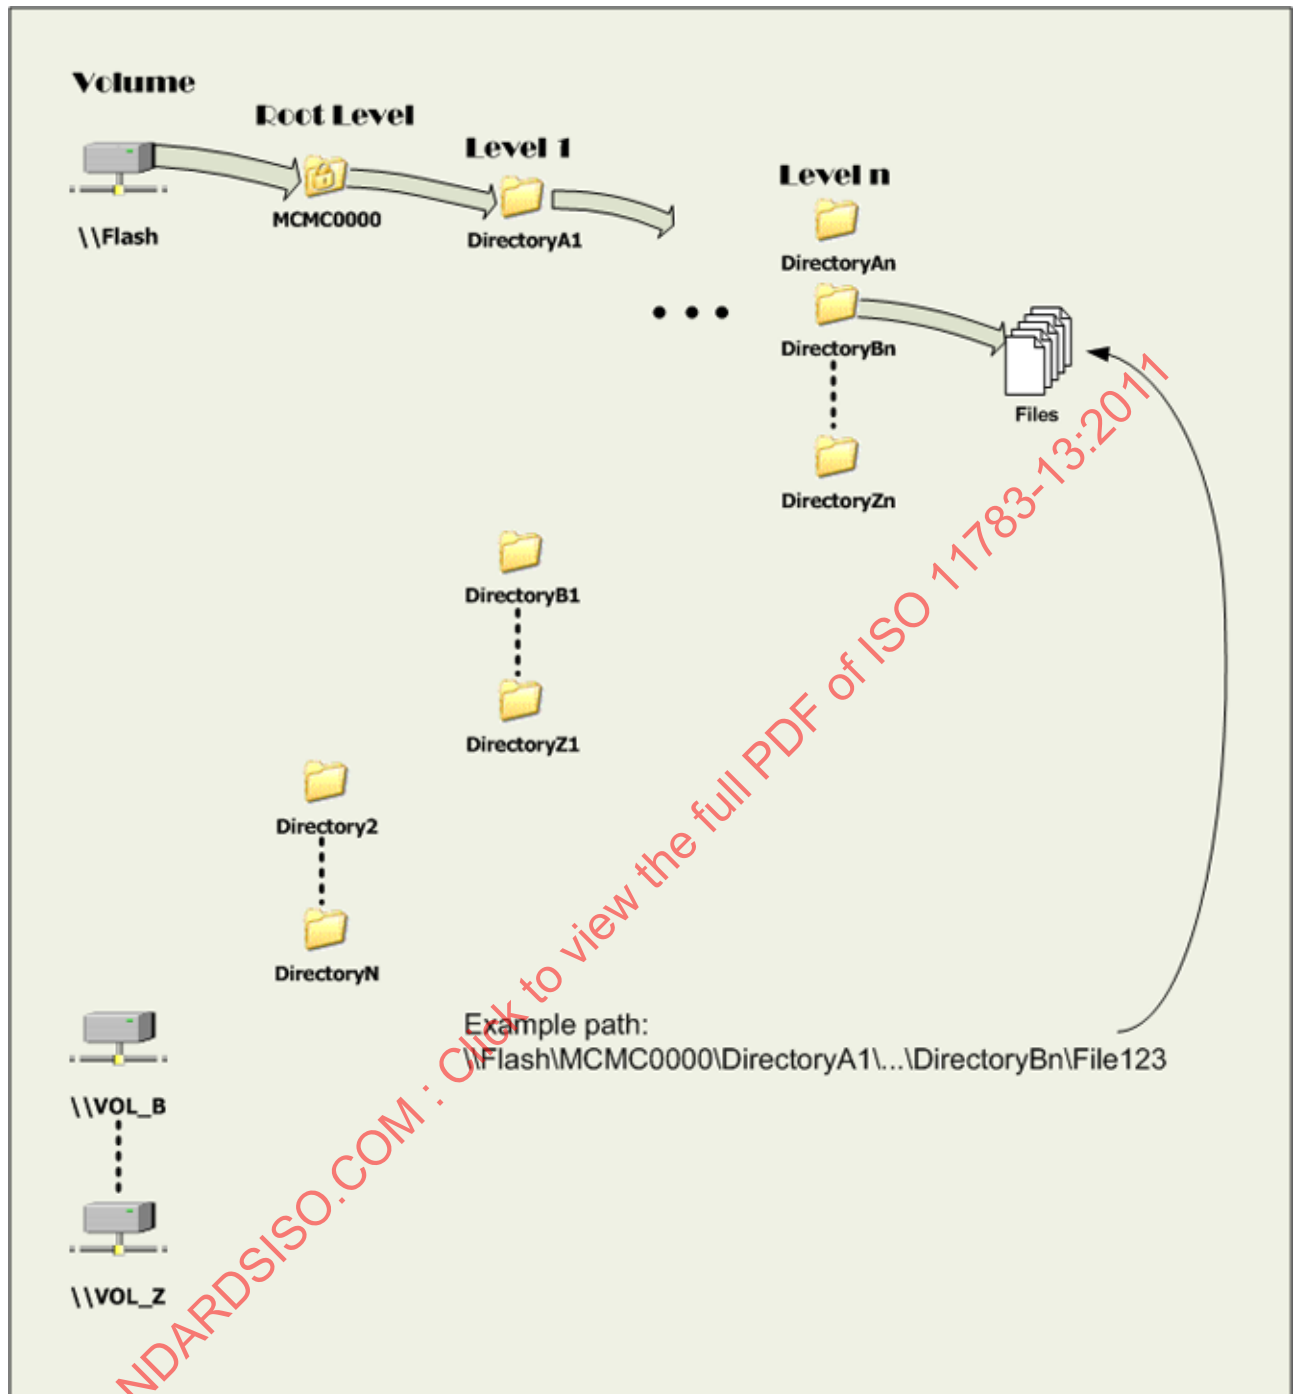 Volume
Root Level
Level 1
Level n
\\Flash
MCMC0000
DirectoryA1
DirectoryAn
DirectoryBn
Files
DirectoryZn
DirectoryB1
DirectoryZ1
Directory2
DirectoryN
Example path:
\\Flash\MCMC0000\DirectoryA1\...\DirectoryBn\File123
\\VOL_B
\\VOL_Z
NDARDSISO.COM : Click to view the full PDF of ISO 11783-13:2011